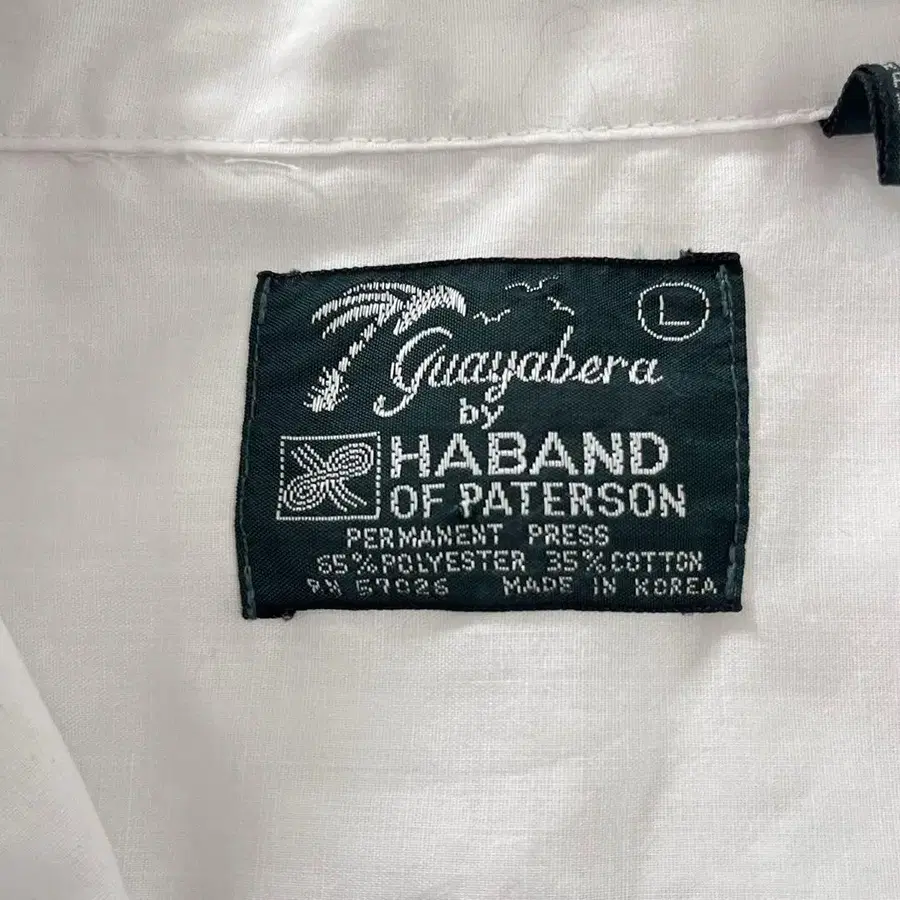 L
Guayabera
by
HABAND
OF PATERSON
PERMANENT PRESS
65% POLYESTER 35% COTTON
RN 57026 MADE IN KOREA